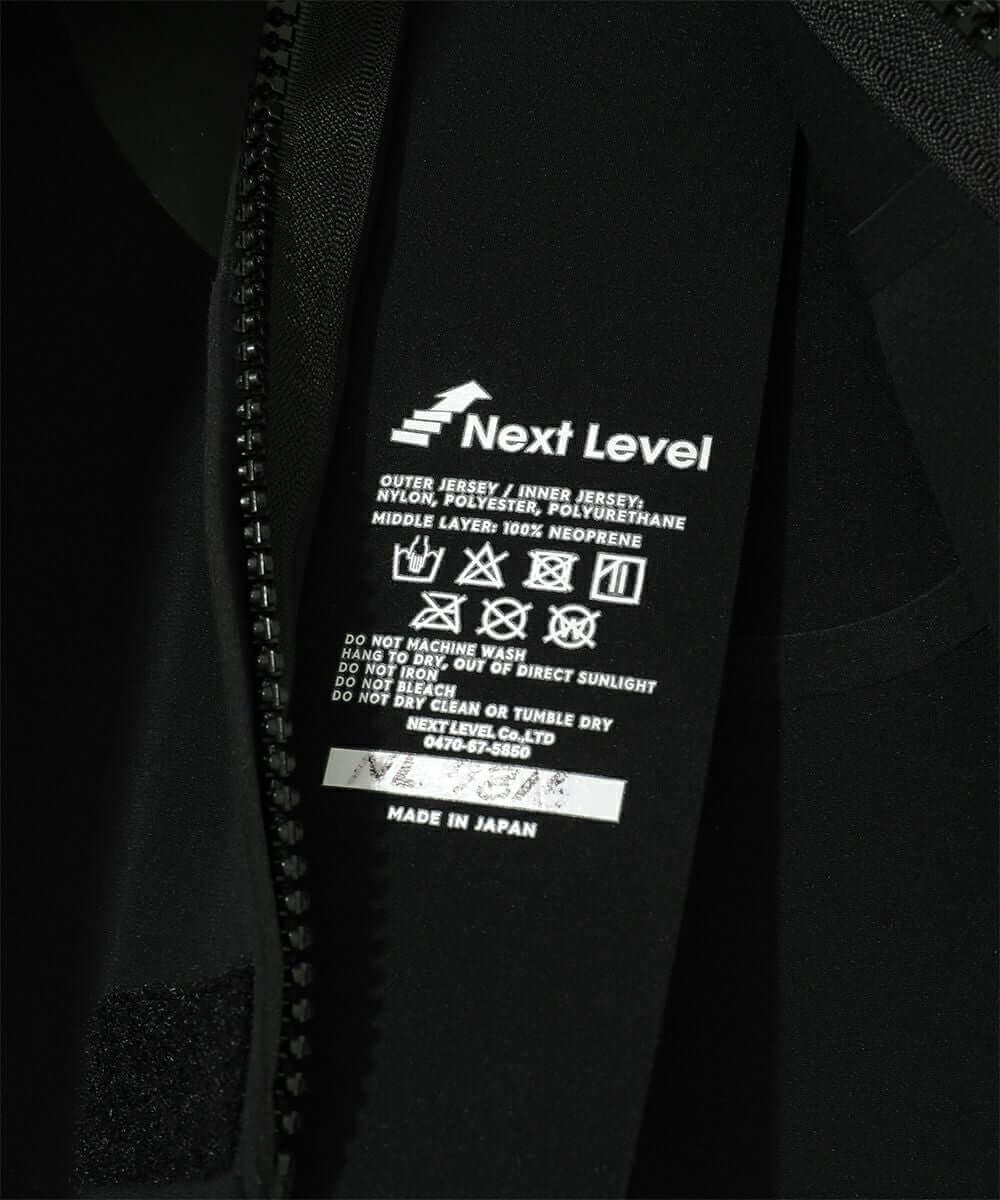 Next Level
OUTER JERSEY / INNER JERSEY:
NYLON, POLYESTER, POLYURETHANE
MIDDLE LAYER: 100% NEOPRENE
W
DO NOT MACHINE WASH
HANG TO DRY, OUT OF DIRECT SUNLIGHT
DO NOT IRON
DO NOT BLEACH
DO NOT DRY CLEAN OR TUMBLE DRY
NEXT LEVEL Co.,LTD
0470-67-5850
NL
MADE IN JAPAN